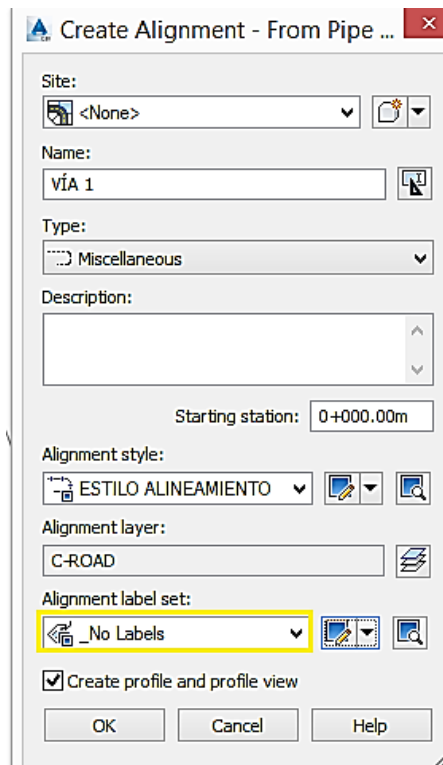 Create Alignment - From Pipe ...
Site:
<None>
Name:
VÍA 1
Type:
Miscellaneous
Description:
Starting station: 0+000.00m
Alignment style:
ESTILO ALINEAMIENTO
Alignment layer:
C-ROAD
Alignment label set:
_No Labels
Create profile and profile view
OK Cancel Help